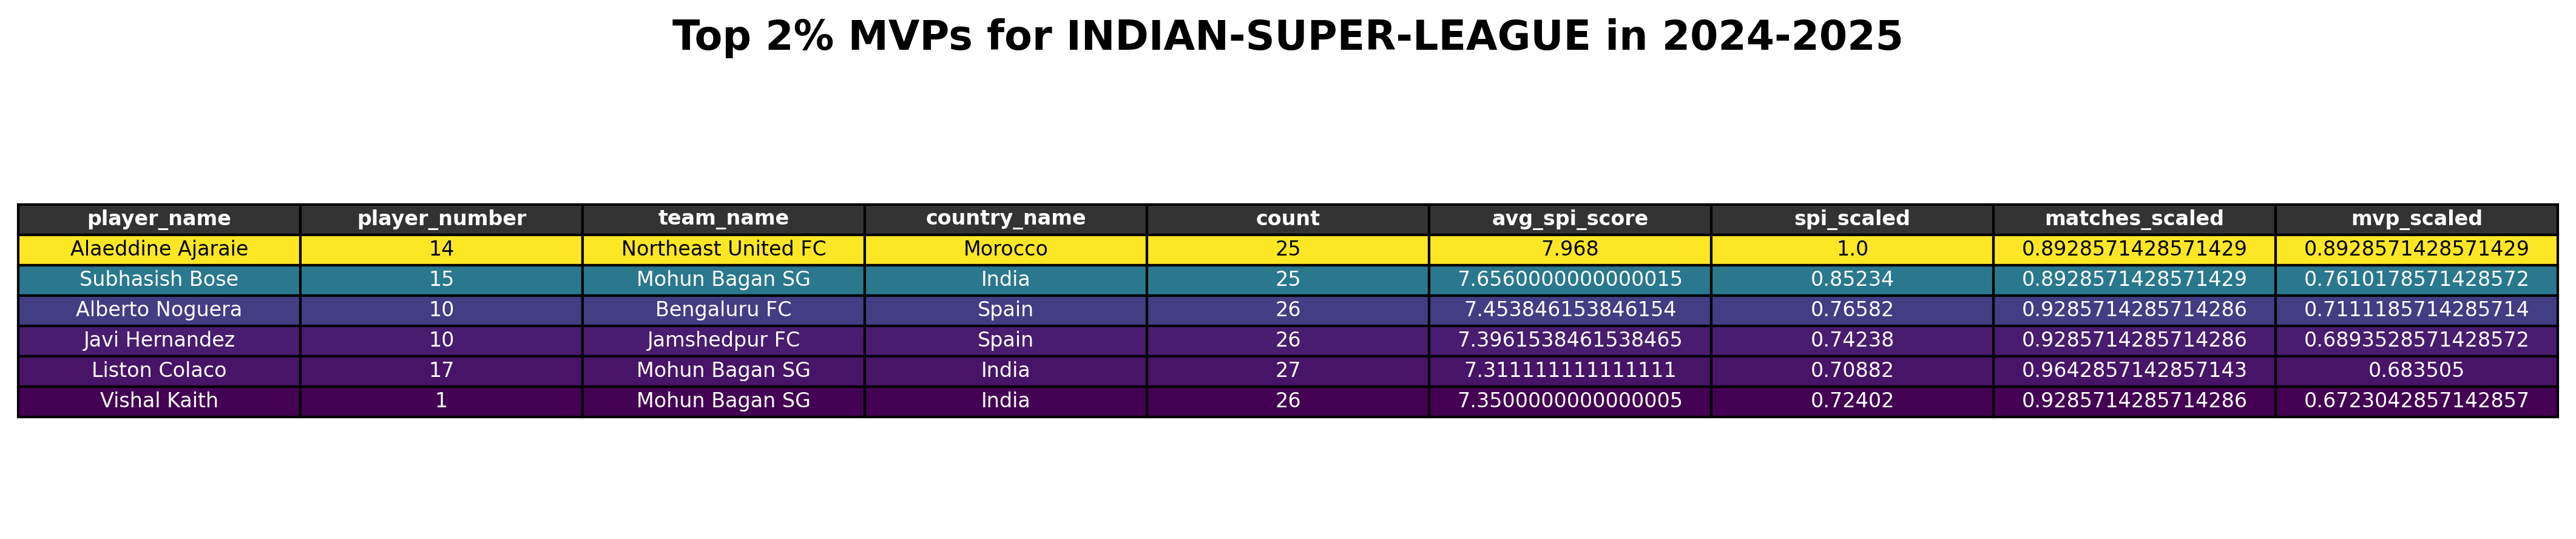 Top 2% MVPs for INDIAN-SUPER-LEAGUE in 2024-2025
player_name player_number team_name country_name count avg_spi_score spi_scaled matches_scaled mvp_scaled
Alaeddine Ajaraie 14 Northeast United FC Morocco 25 7.968 1.0 0.8928571428571429 0.8928571428571429
Subhasish Bose 15 Mohun Bagan SG India 25 7.6560000000000015 0.85234 0.8928571428571429 0.7610178571428572
Alberto Noguera 10 Bengaluru FC Spain 26 7.453846153846154 0.76582 0.9285714285714286 0.7111185714285714
Javi Hernandez 10 Jamshedpur FC Spain 26 7.3961538461538465 0.74238 0.9285714285714286 0.6893528571428572
Liston Colaco 17 Mohun Bagan SG India 27 7.311111111111111 0.70882 0.9642857142857143 0.683505
Vishal Kaith 1 Mohun Bagan SG India 26 7.3500000000000005 0.72402 0.9285714285714286 0.6723042857142857